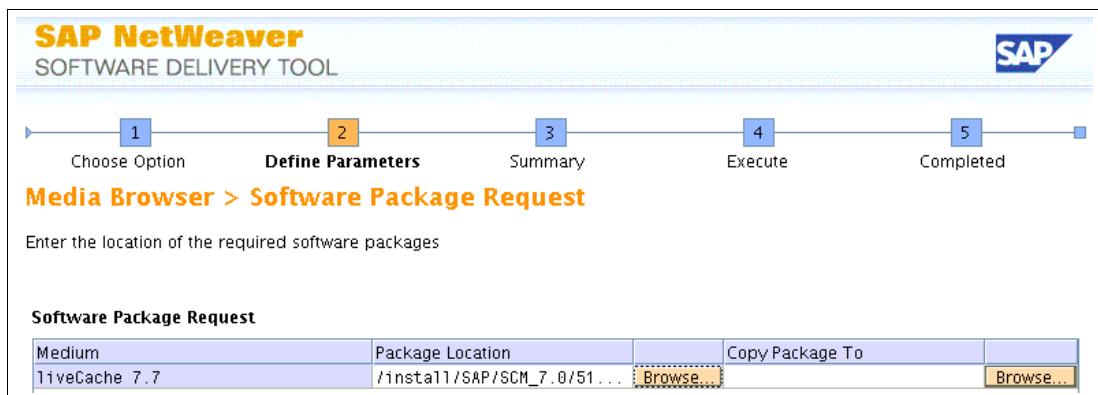 SAP NetWeaver
SOFTWARE DELIVERY TOOL
SAP
1 2 3 4 5
Choose Option Define Parameters Summary Execute Completed
Media Browser > Software Package Request
Enter the location of the required software packages
Software Package Request
Medium Package Location Copy Package To
liveCache 7.7 /install/SAP/SCM_7.0/51... Browse... Browse...